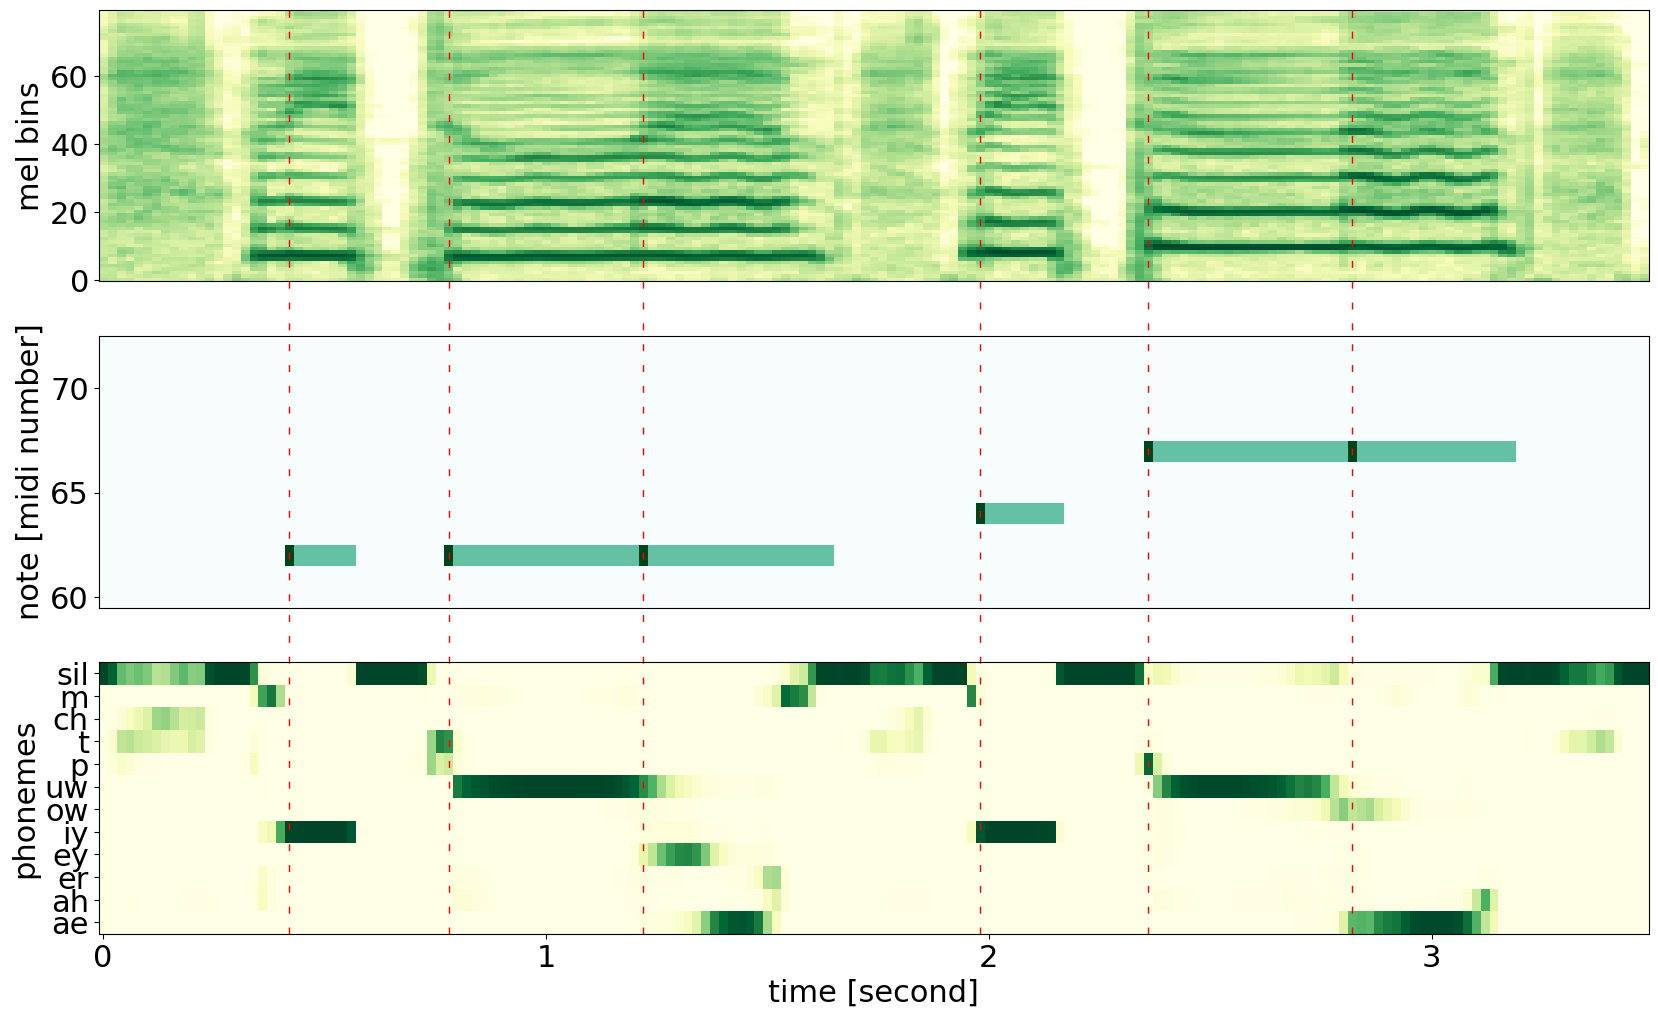 mel bins
60
40
20
0
note [midi number]
70
65
60
phonemes
sil
m
ch
t
p
uw
ow
iy
ey
er
ah
ae
0 1 2 3
time [second]